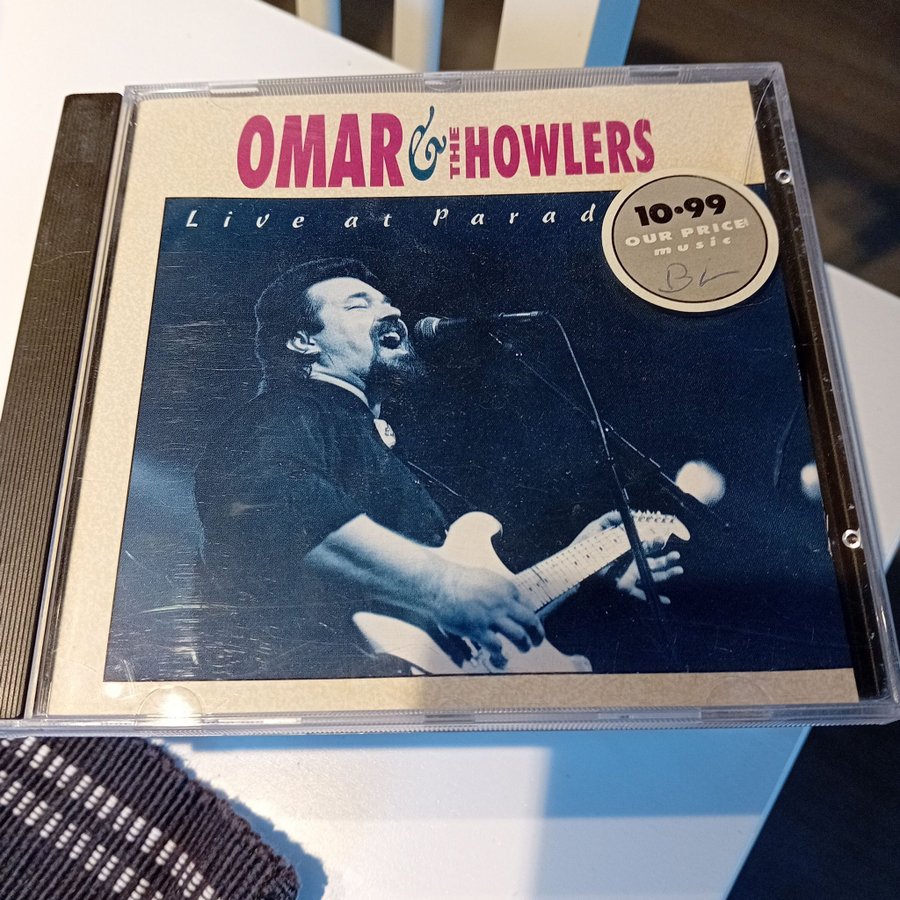 OMAR & THE HOWLERS
Live at Parad
10•99
OUR PRICE
music